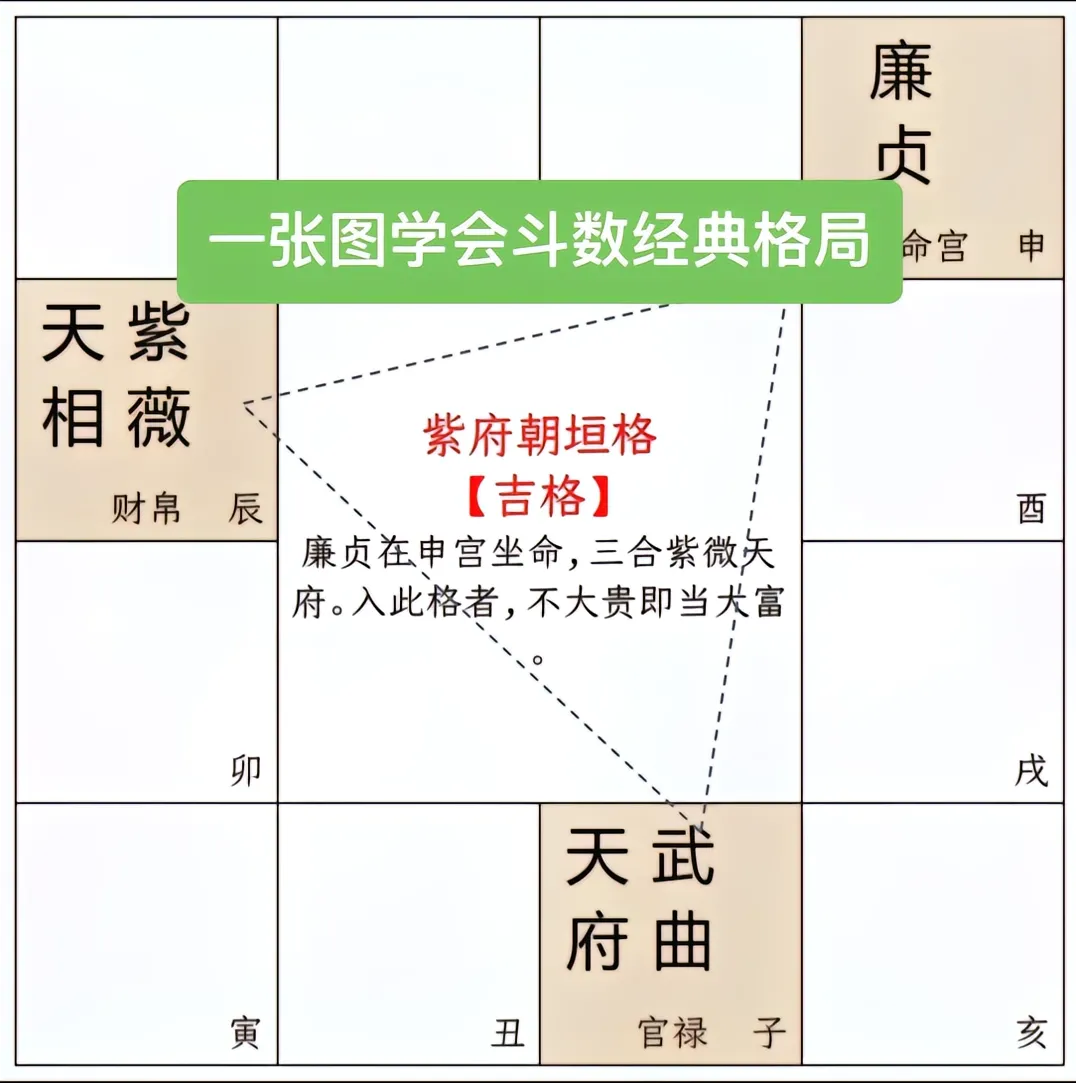 廉贞
命宫 申
一张图学会斗数经典格局
紫薇
天相
财帛 辰
紫府朝垣格
【吉格】
廉贞在申宫坐命，三合紫微天
府。入此格者，不大贵即当大富
。
酉
卯
戌
寅
丑
武曲
天府
官禄 子
亥